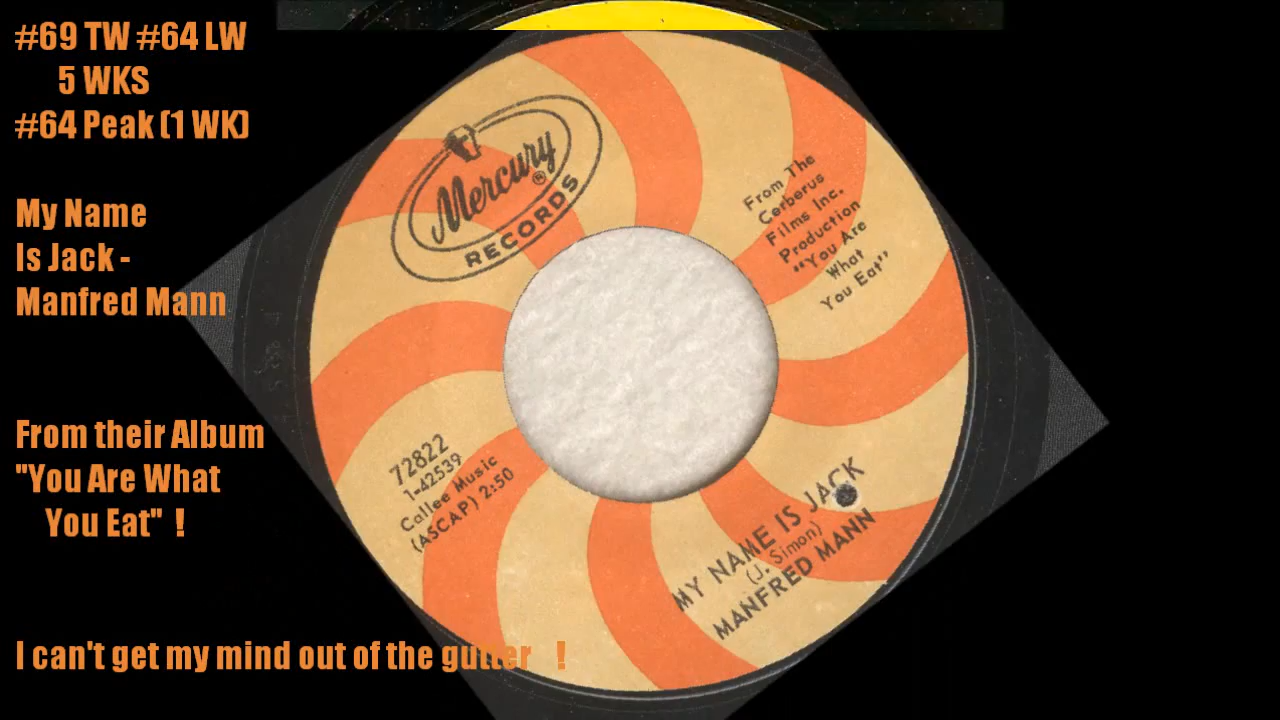 #69 TW #64 LW
5 WKS
#64 Peak (1 WK)
My Name
Is Jack -
Manfred Mann
From their Album
"You Are What
You Eat" !
I can't get my mind out of the gutter !
Mercury®
RECORDS
From The
Cerberus
Films Inc.
Production
"You Are
What
You Eat"
72822
1-42539
Callee Music
(ASCAP) 2:50
MY NAME IS JACK
(J. Simon)
MANFRED MANN